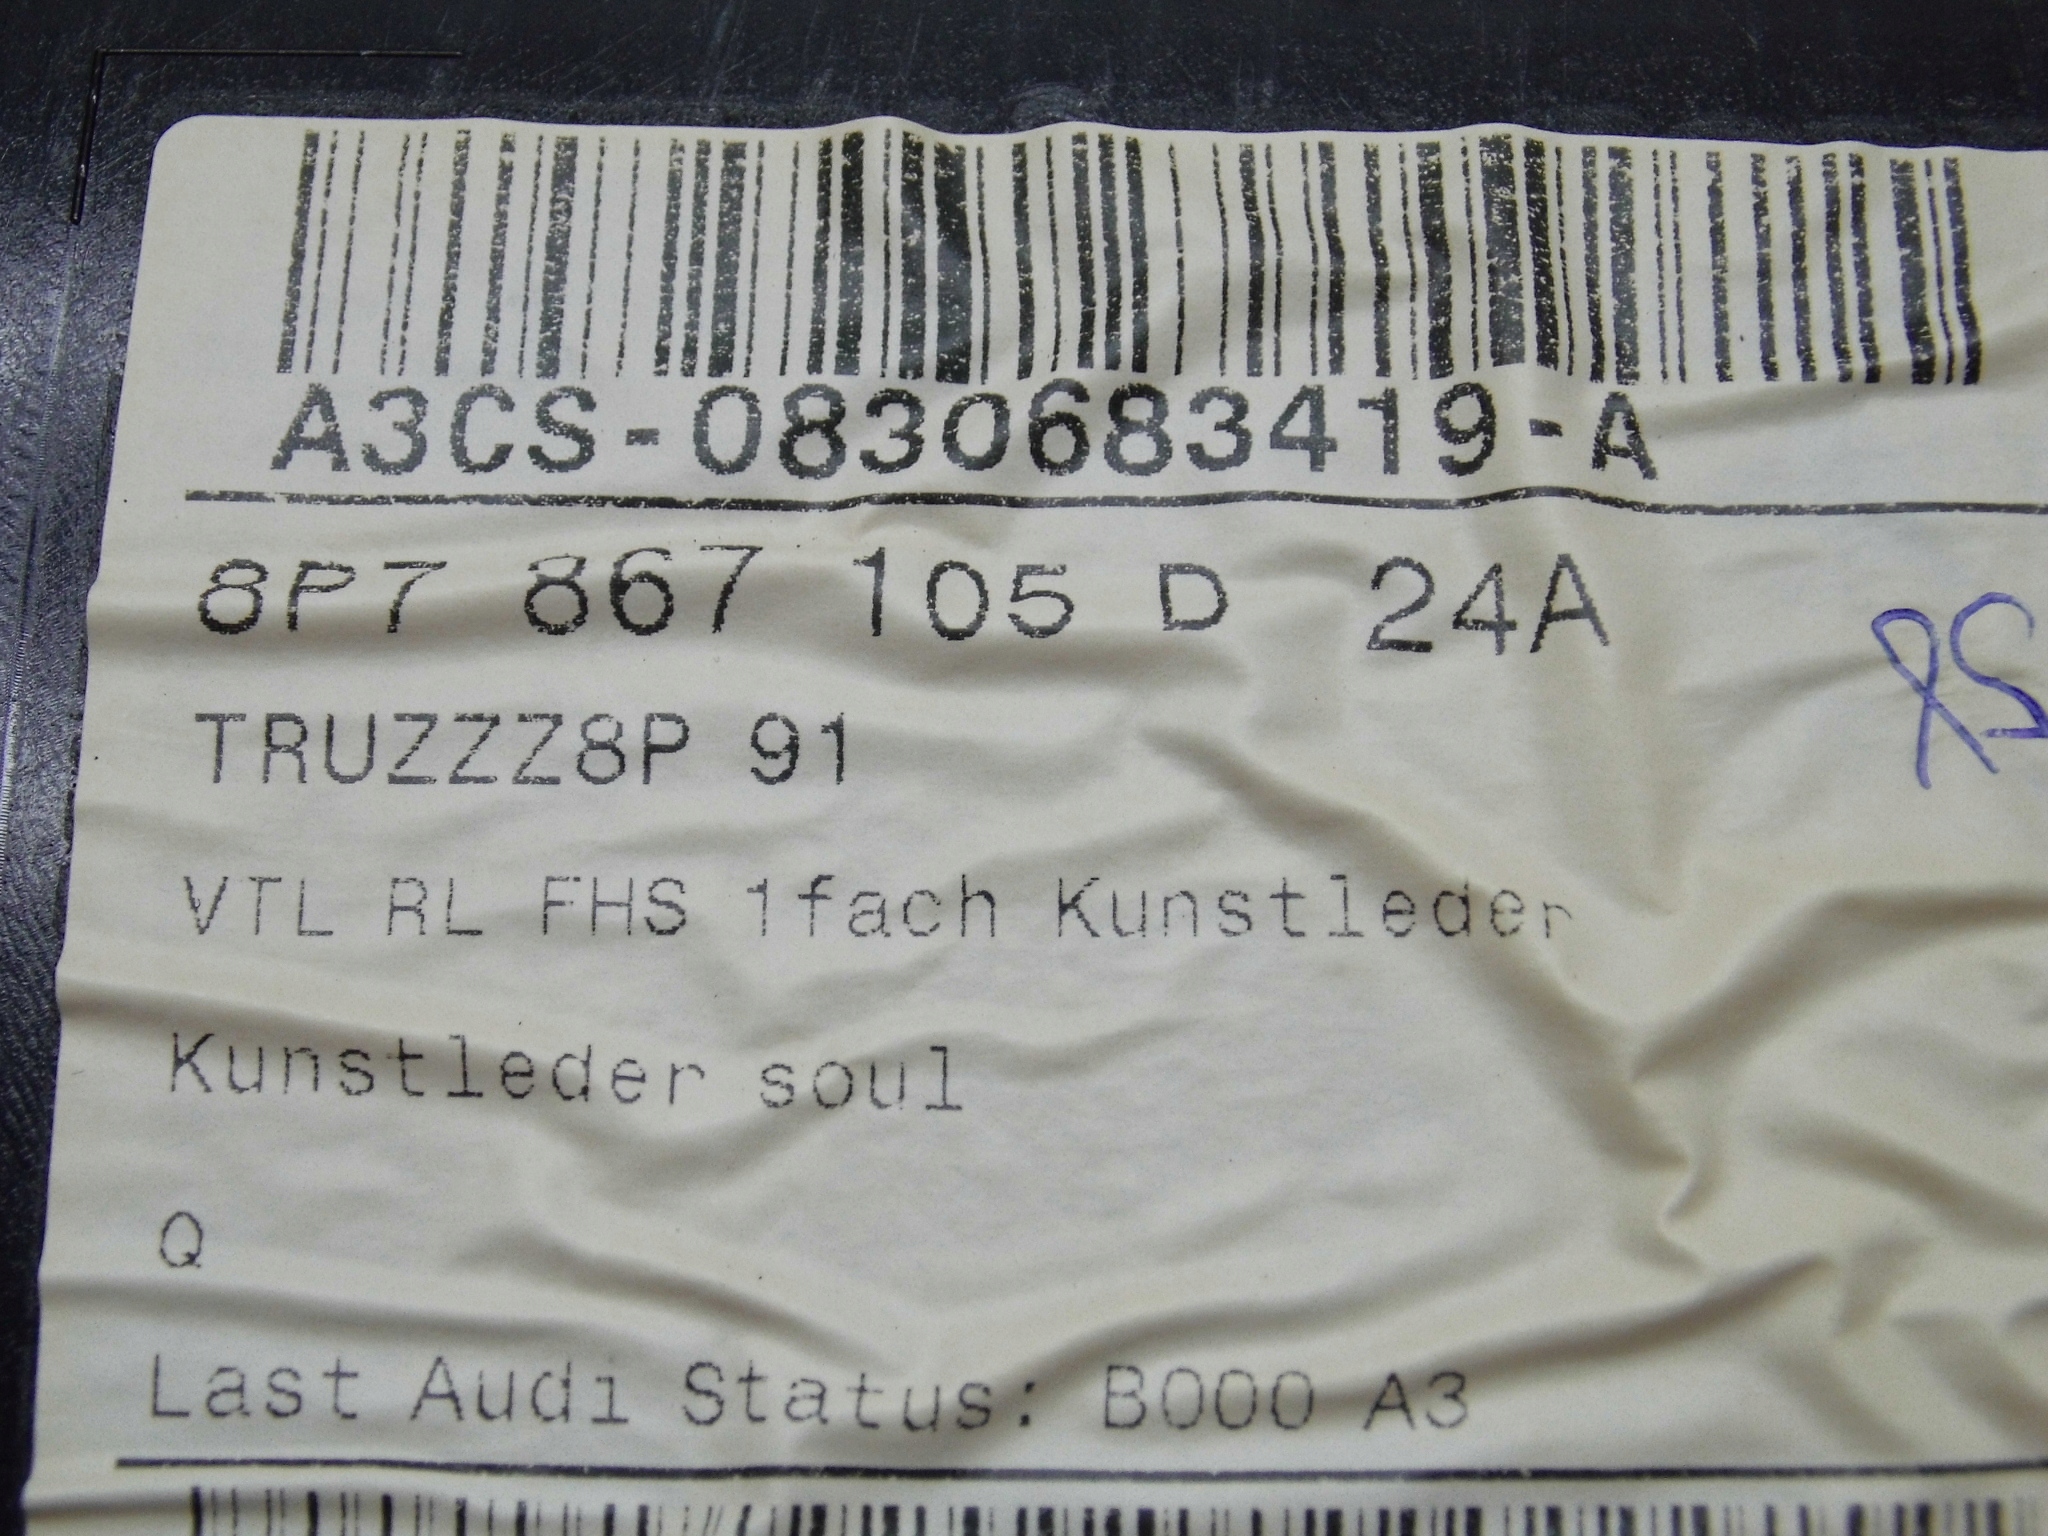 A3CS-0830683419-A
8P7 867 105 D 24A
TRUZZZ8P 91
VTL RL FHS 1fach Kunstleder
Kunstleder soul
Q
Last Audi Status: B000 A3